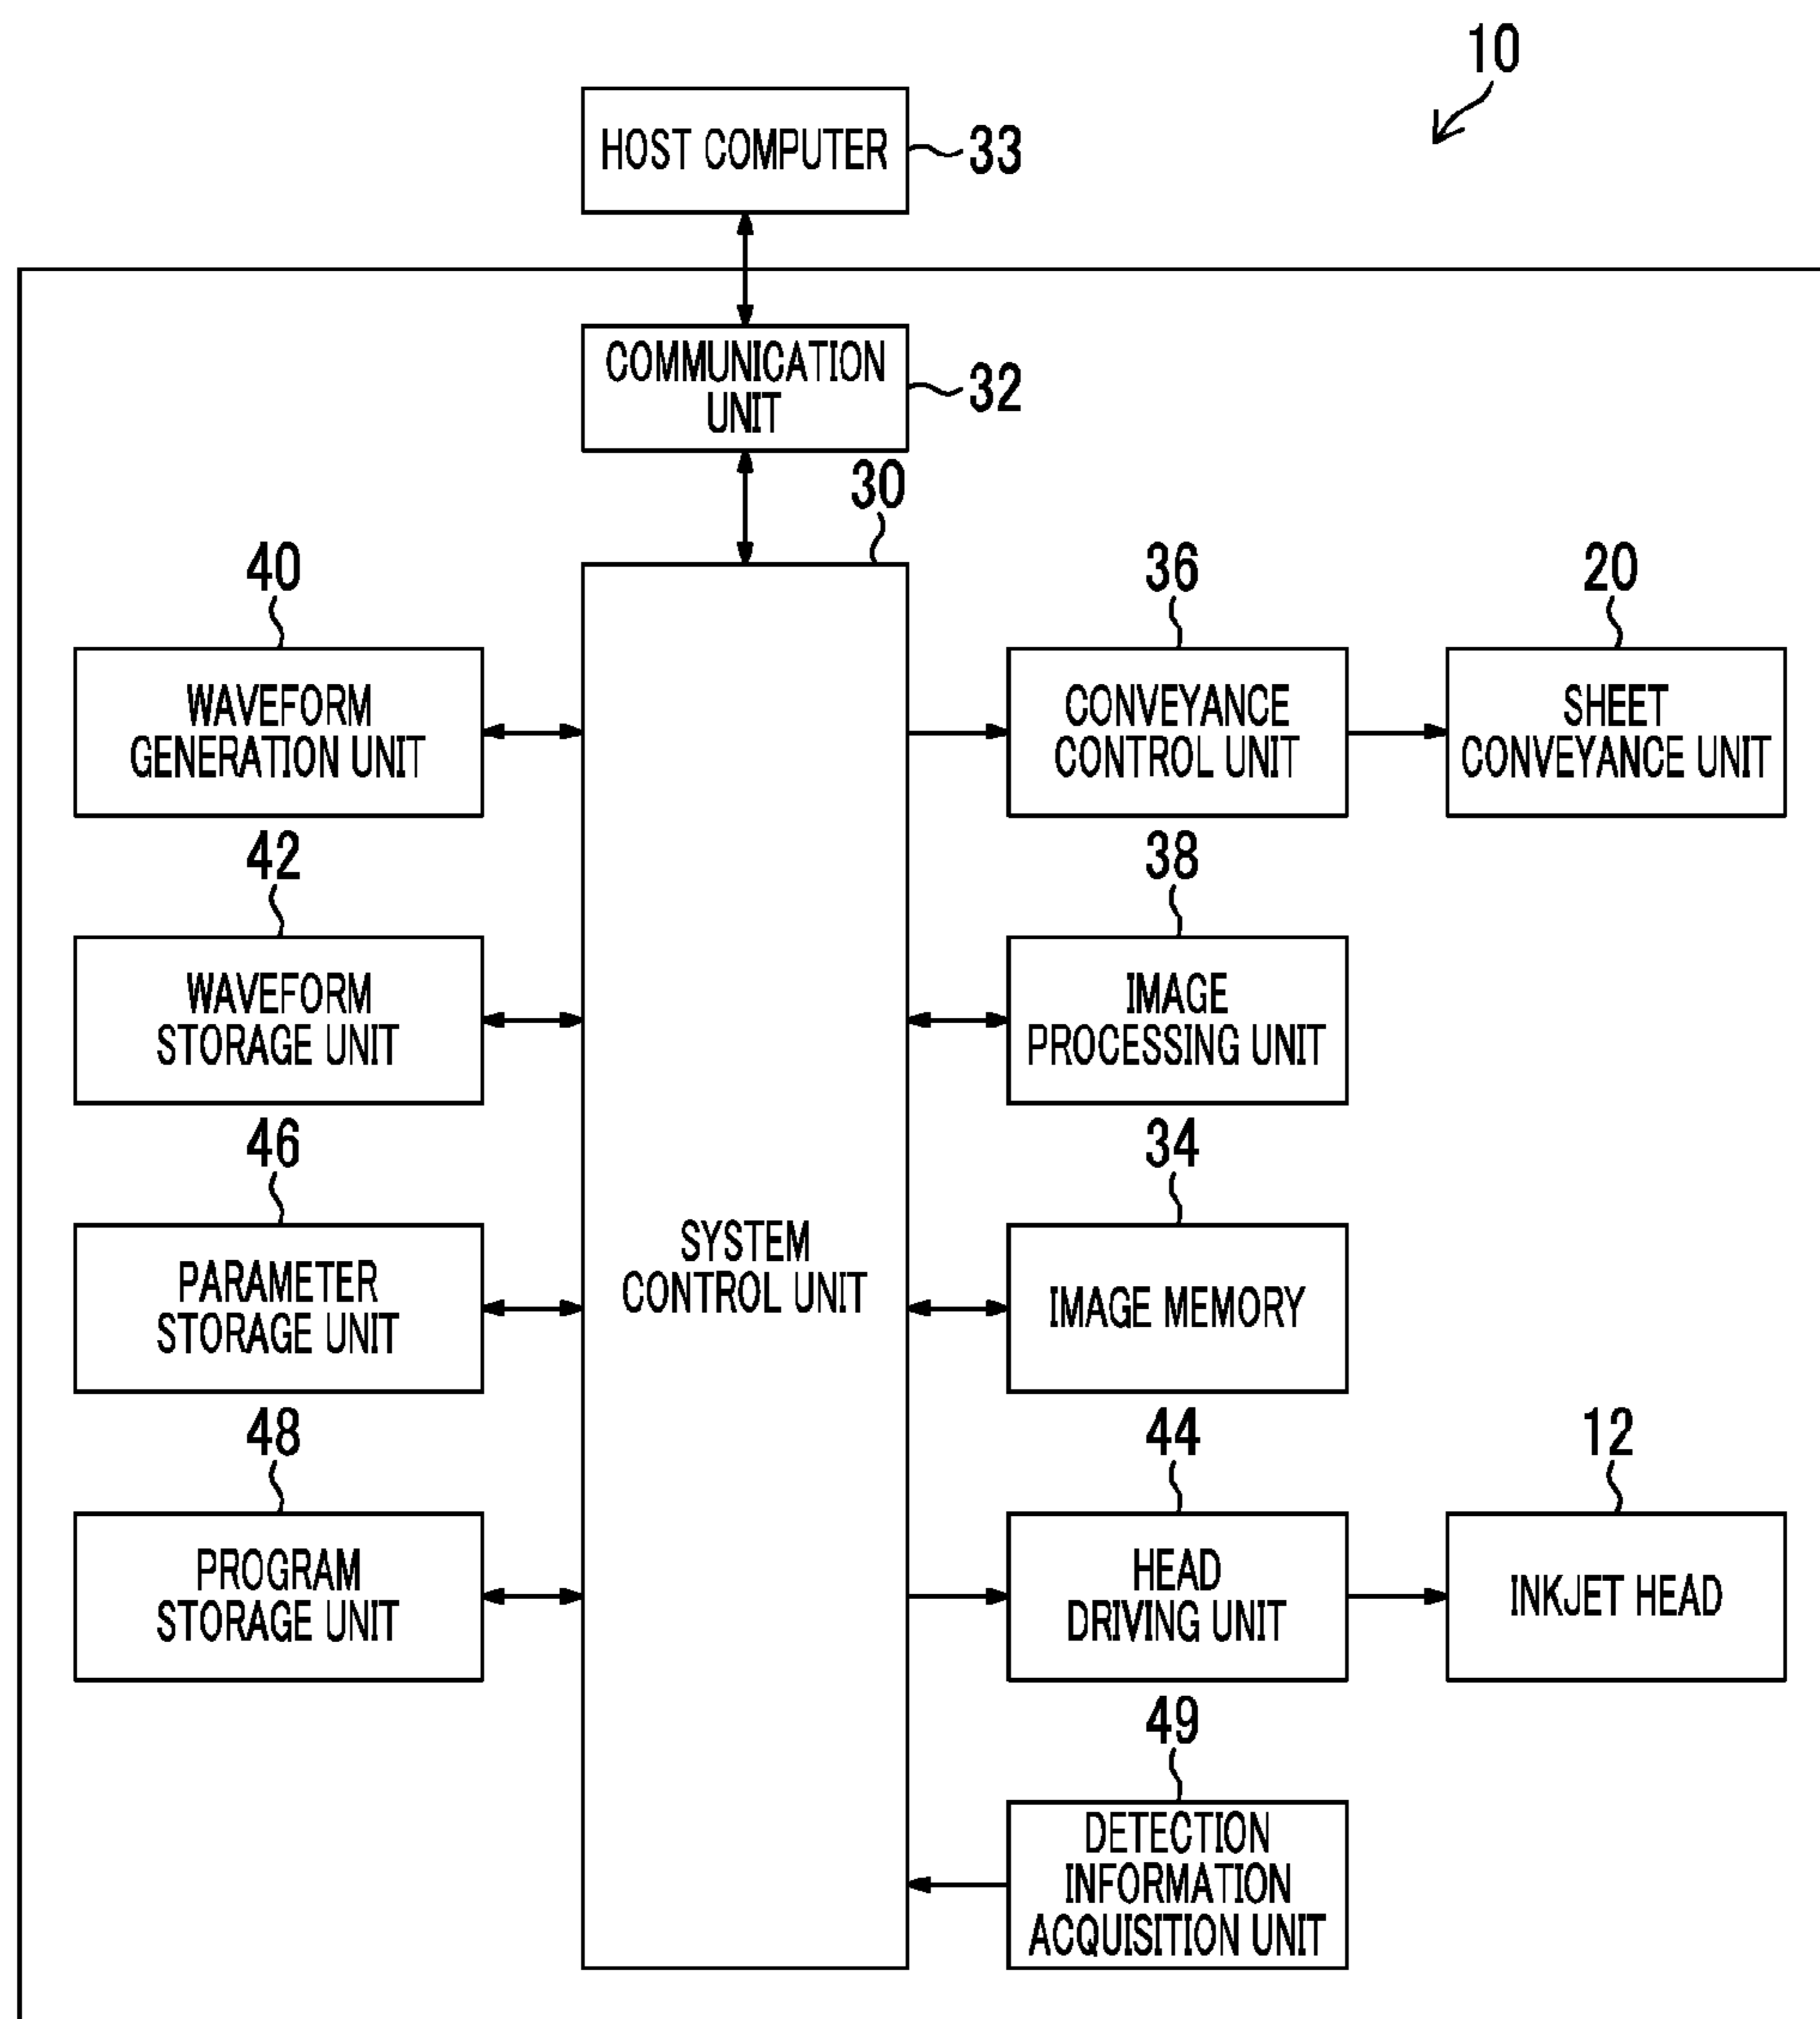 10
HOST COMPUTER
33
COMMUNICATION
UNIT
32
30
40
36
20
WAVEFORM
GENERATION UNIT
CONVEYANCE
CONTROL UNIT
SHEET
CONVEYANCE UNIT
42
38
WAVEFORM
STORAGE UNIT
IMAGE
PROCESSING UNIT
46
34
PARAMETER
STORAGE UNIT
SYSTEM
CONTROL UNIT
IMAGE MEMORY
48
44
12
PROGRAM
STORAGE UNIT
HEAD
DRIVING UNIT
INKJET HEAD
49
DETECTION
INFORMATION
ACQUISITION UNIT